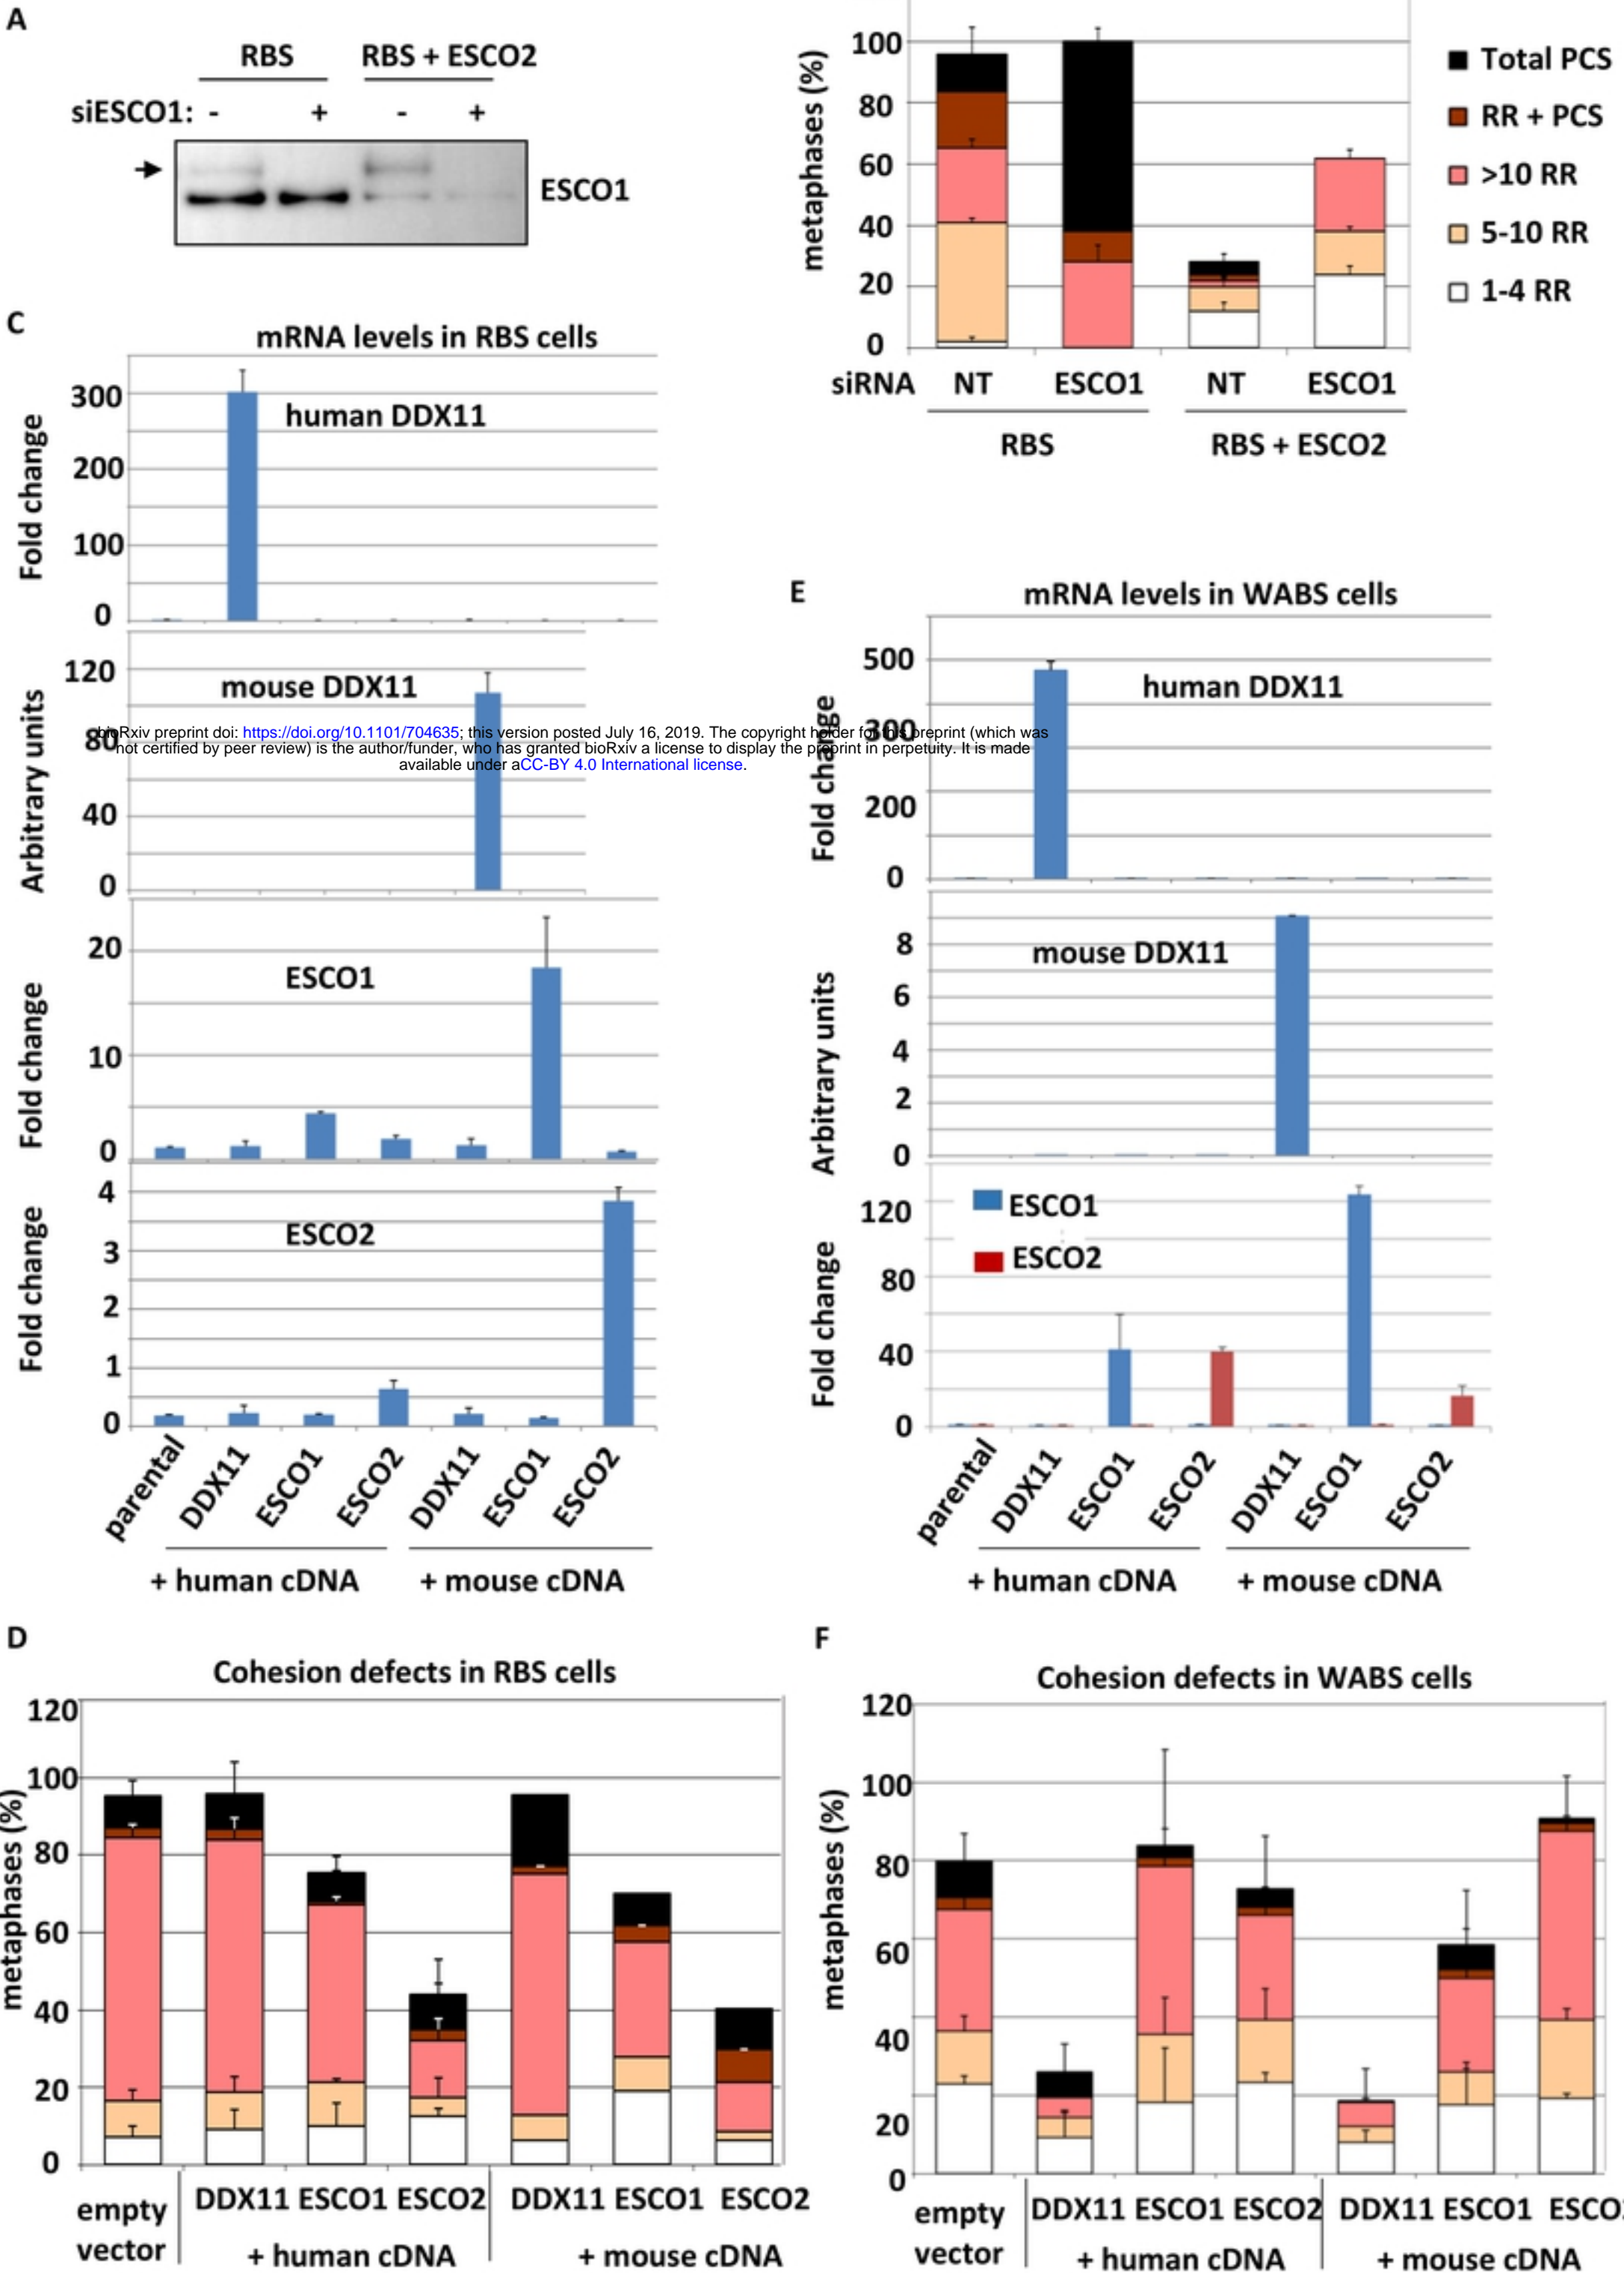 A
RBS RBS + ESCO2
siESCO1: - + - +
ESCO1
metaphases (%)
100
80
60
40
20
0
Total PCS
RR + PCS
>10 RR
5-10 RR
1-4 RR
siRNA NT ESCO1 NT ESCO1
RBS RBS + ESCO2
C
mRNA levels in RBS cells
Fold change
300
200
100
0
human DDX11
Arbitrary units
120
80
40
0
mouse DDX11
bioRxiv preprint doi: https://doi.org/10.1101/704635; this version posted July 16, 2019. The copyright holder for this preprint (which was
not certified by peer review) is the author/funder, who has granted bioRxiv a license to display the preprint in perpetuity. It is made
available under aCC-BY 4.0 International license.
Fold change
20
10
0
ESCO1
Fold change
4
3
2
1
0
ESCO2
parental DDX11 ESCO1 ESCO2 DDX11 ESCO1 ESCO2
+ human cDNA + mouse cDNA
E
mRNA levels in WABS cells
Fold change
500
300
200
0
human DDX11
Arbitrary units
8
6
4
2
0
mouse DDX11
Fold change
120
80
40
0
ESCO1
ESCO2
parental DDX11 ESCO1 ESCO2 DDX11 ESCO1 ESCO2
+ human cDNA + mouse cDNA
D
Cohesion defects in RBS cells
metaphases (%)
120
100
80
60
40
20
0
empty DDX11 ESCO1 ESCO2 DDX11 ESCO1 ESCO2
vector + human cDNA + mouse cDNA
F
Cohesion defects in WABS cells
metaphases (%)
120
100
80
60
40
20
0
empty DDX11 ESCO1 ESCO2 DDX11 ESCO1 ESCO
vector + human cDNA + mouse cDNA